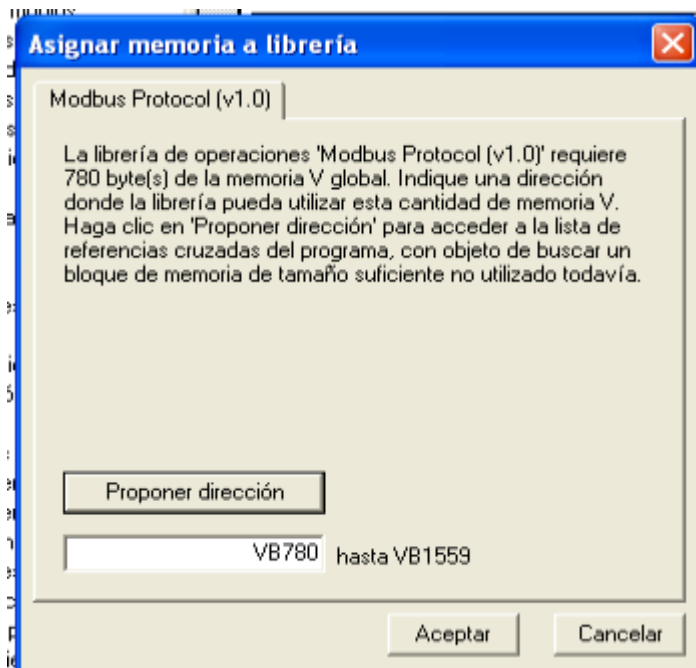 Asignar memoria a librería
Modbus Protocol (v1.0)
La librería de operaciones 'Modbus Protocol (v1.0)' requiere
780 byte(s) de la memoria V global. Indique una dirección
donde la librería pueda utilizar esta cantidad de memoria V.
Haga clic en 'Proponer dirección' para acceder a la lista de
referencias cruzadas del programa, con objeto de buscar un
bloque de memoria de tamaño suficiente no utilizado todavía.
Proponer dirección
VB780 hasta VB1559
Aceptar Cancelar